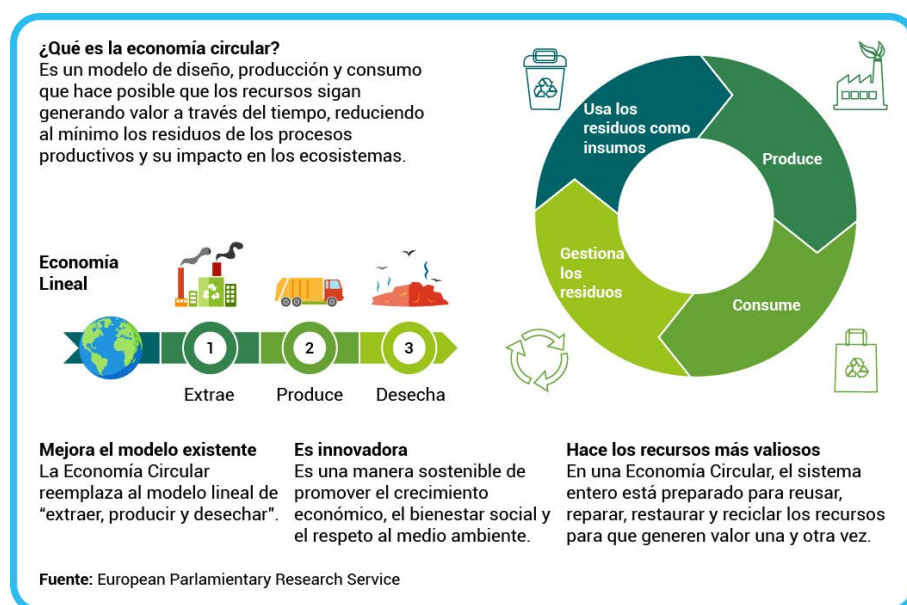 ¿Qué es la economía circular?
Es un modelo de diseño, producción y consumo
que hace posible que los recursos sigan
generando valor a través del tiempo, reduciendo
al mínimo los residuos de los procesos
productivos y su impacto en los ecosistemas.
Usa los
residuos como
insumos
Produce
Consume
Gestiona
los
residuos
Economía
Lineal
1
2
3
Extrae
Produce
Desecha
Mejora el modelo existente
La Economía Circular
reemplaza al modelo lineal de
“extraer, producir y desechar”.
Es innovadora
Es una manera sostenible de
promover el crecimiento
económico, el bienestar social y
el respeto al medio ambiente.
Hace los recursos más valiosos
En una Economía Circular, el sistema
entero está preparado para reusar,
reparar, restaurar y reciclar los recursos
para que generen valor una y otra vez.
Fuente: European Parlamientary Research Service